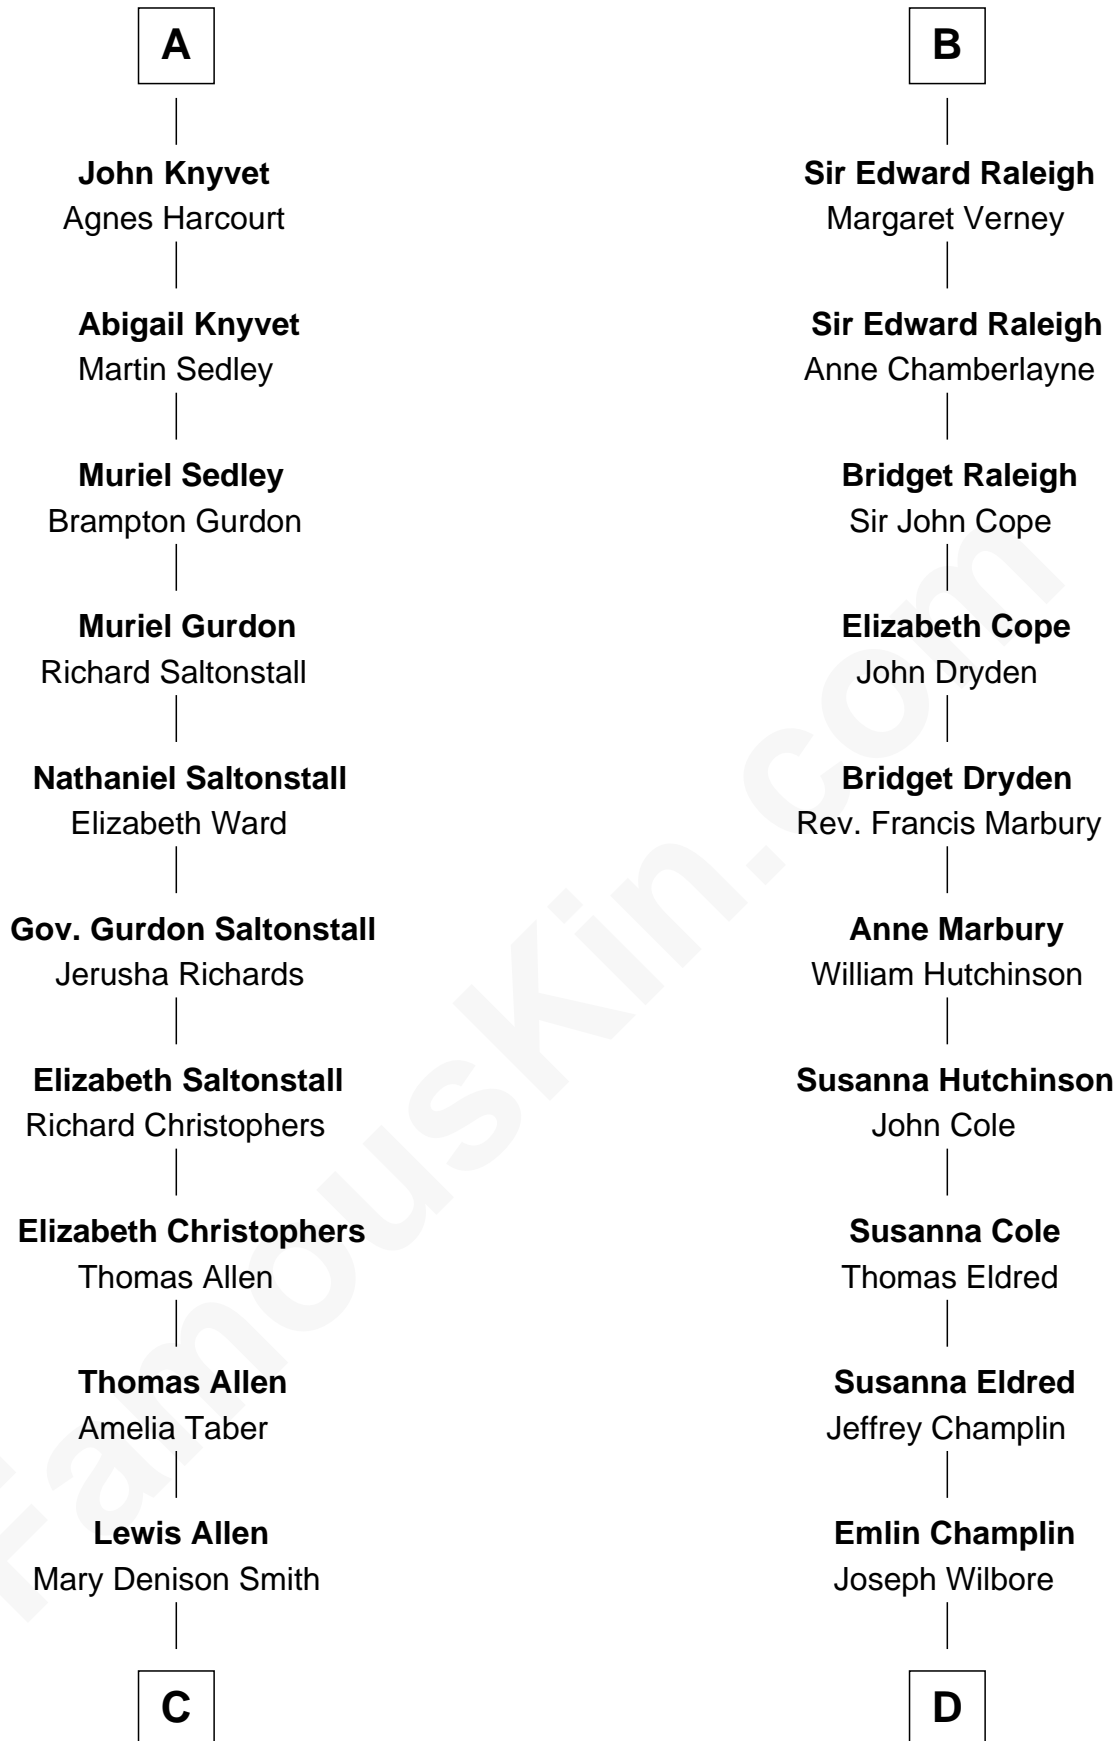 A
John Knyvet
Agnes Harcourt
Abigail Knyvet
Martin Sedley
Muriel Sedley
Brampton Gurdon
Muriel Gurdon
Richard Saltonstall
Nathaniel Saltonstall
Elizabeth Ward
Gov. Gurdon Saltonstall
Jerusha Richards
Elizabeth Saltonstall
Richard Christophers
Elizabeth Christophers
Thomas Allen
Thomas Allen
Amelia Taber
Lewis Allen
Mary Denison Smith
C
B
Sir Edward Raleigh
Margaret Verney
Sir Edward Raleigh
Anne Chamberlayne
Bridget Raleigh
Sir John Cope
Elizabeth Cope
John Dryden
Bridget Dryden
Rev. Francis Marbury
Anne Marbury
William Hutchinson
Susanna Hutchinson
John Cole
Susanna Cole
Thomas Eldred
Susanna Eldred
Jeffrey Champlin
Emlin Champlin
Joseph Wilbore
D
FamousKin.com